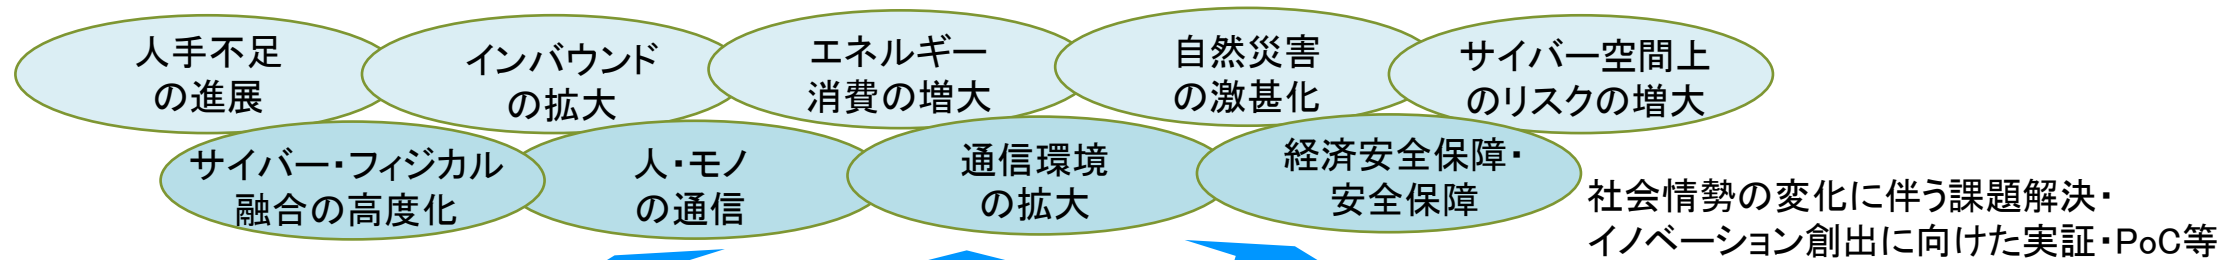 人手不足
の進展
インバウンド
の拡大
エネルギー
消費の増大
自然災害
の激甚化
サイバー空間上
のリスクの増大
サイバー・フィジカル
融合の高度化
人・モノ
の通信
通信環境
の拡大
経済安全保障・
安全保障
社会情勢の変化に伴う課題解決・
イノベーション創出に向けた実証・PoC等